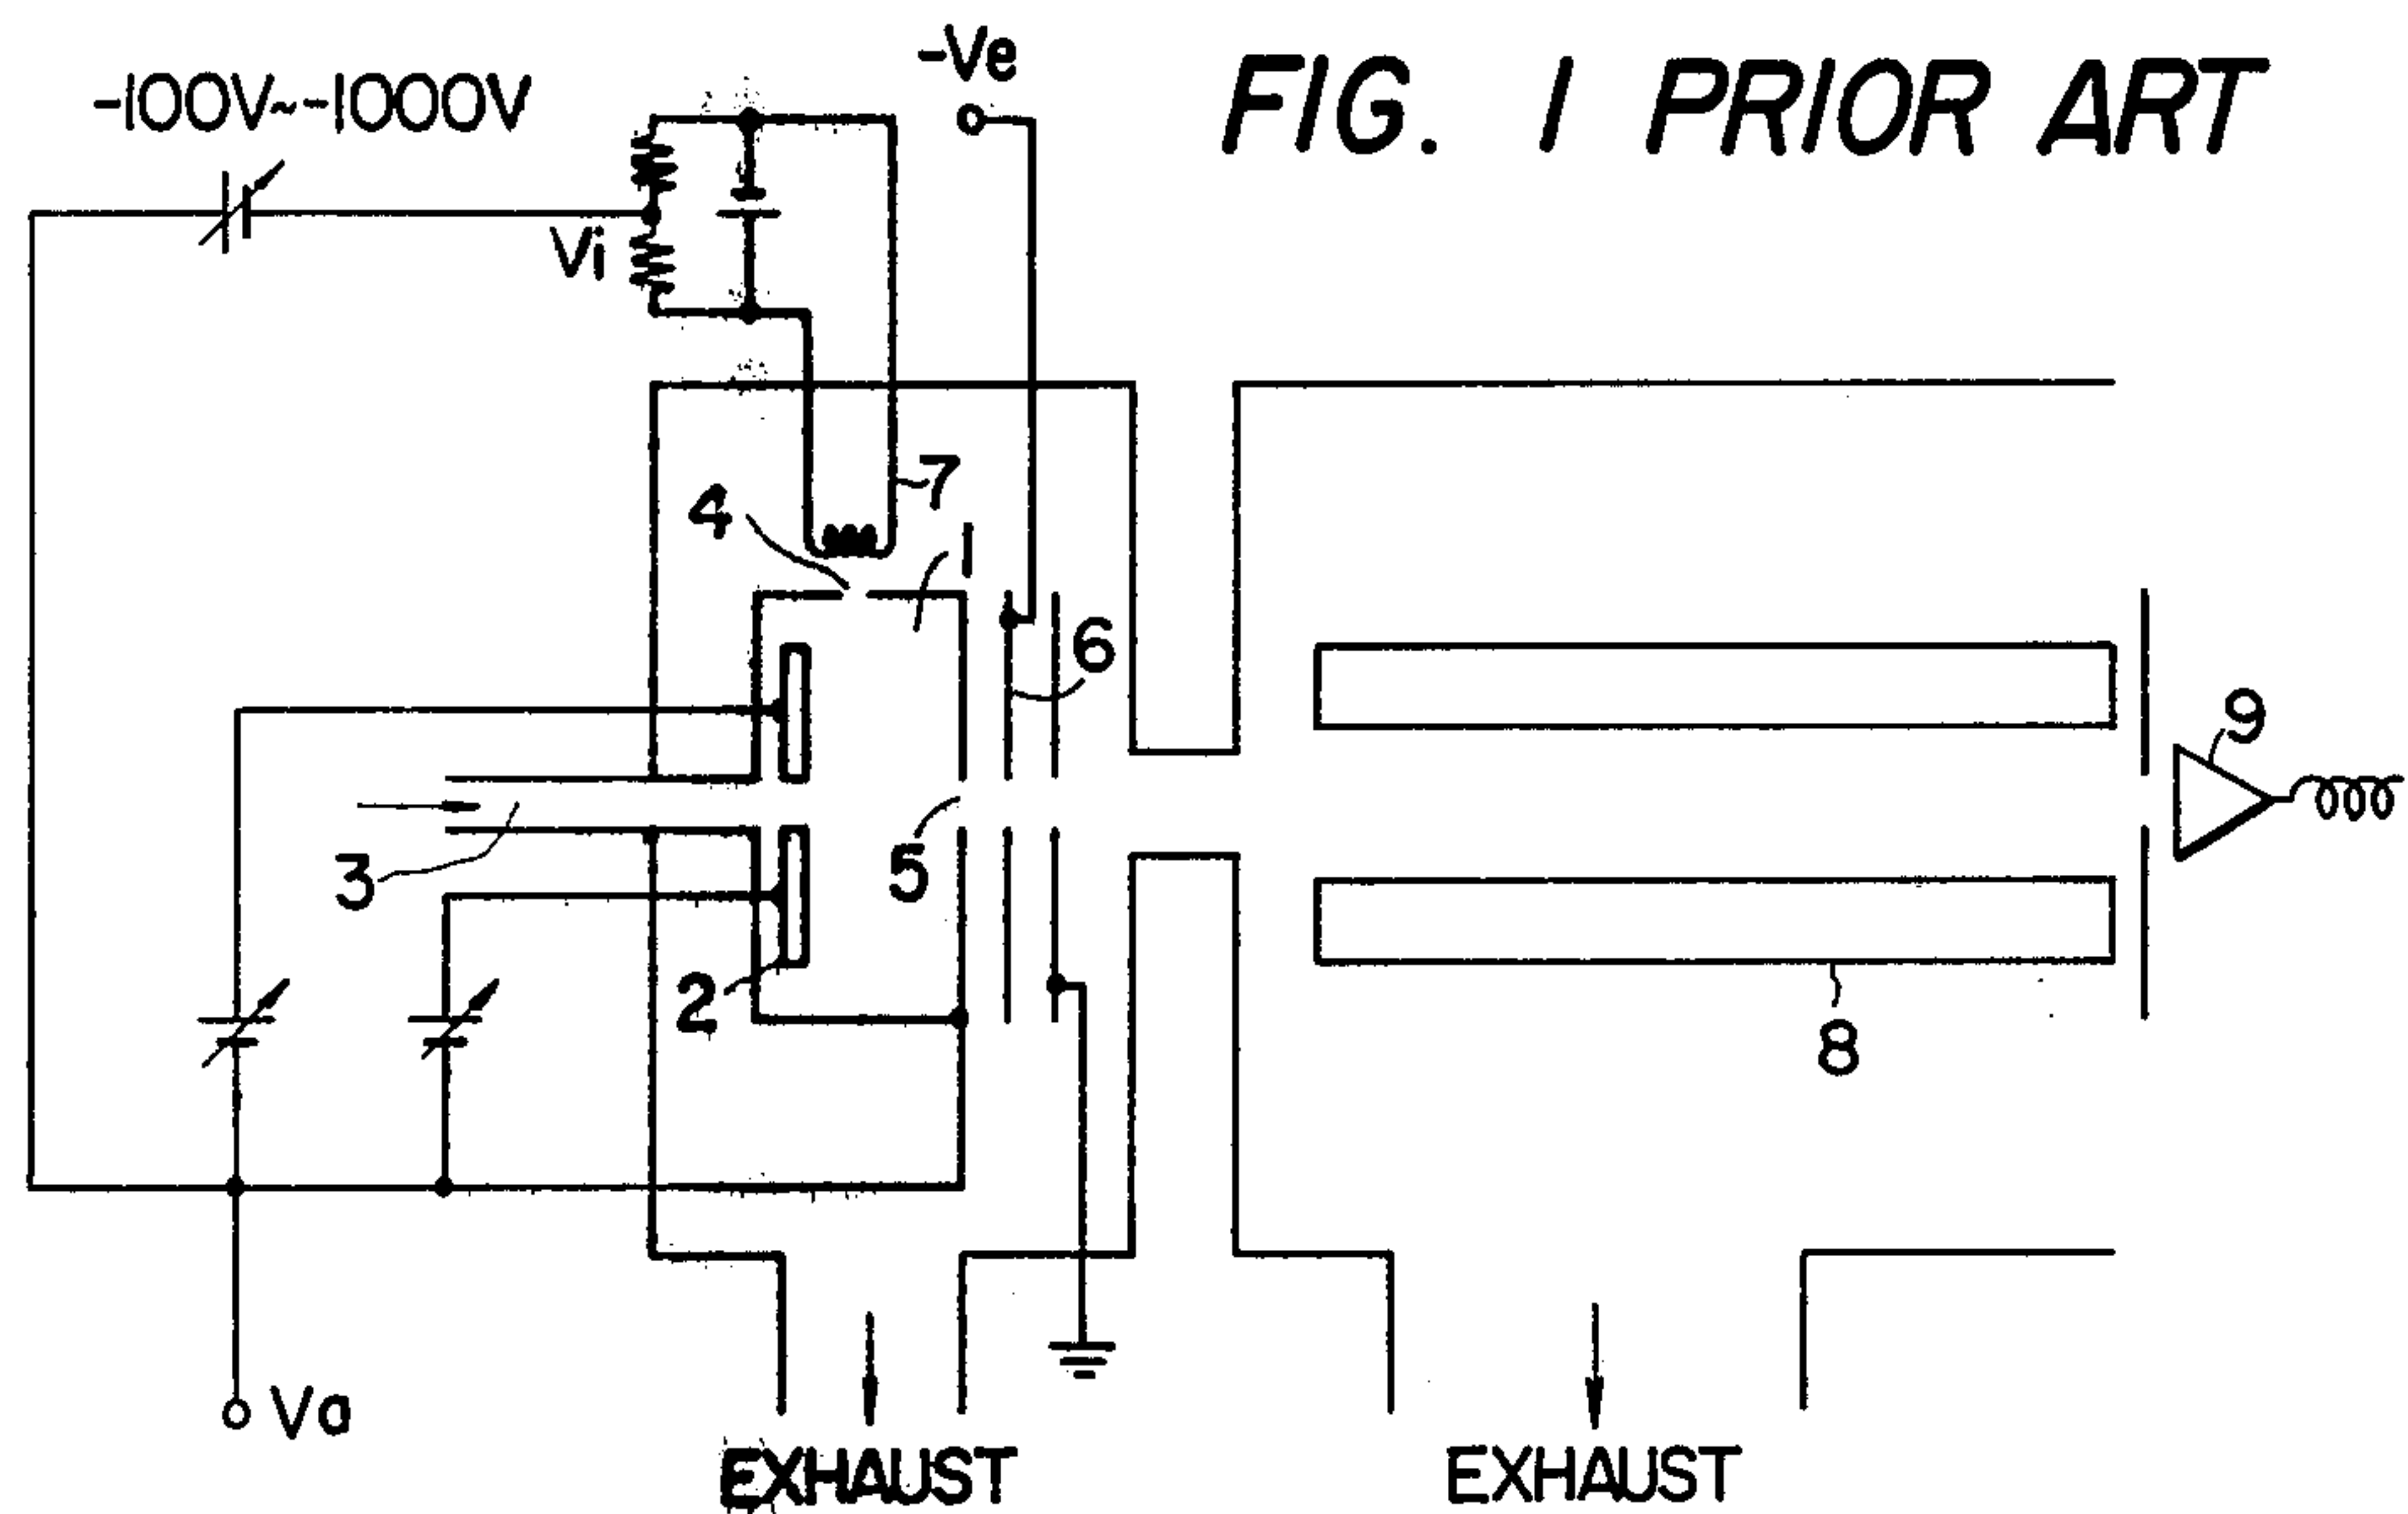 -Ve
FIG. 1 PRIOR ART
-100V~-1000V
Vi
7
4
1
6
9
3
5
2
8
Va
EXHAUST
EXHAUST